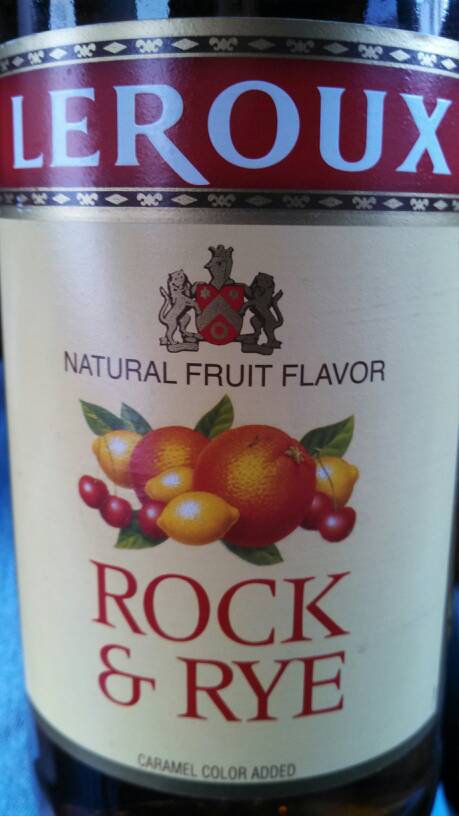 LEROUX
NATURAL FRUIT FLAVOR
ROCK
& RYE
CARAMEL COLOR ADDED